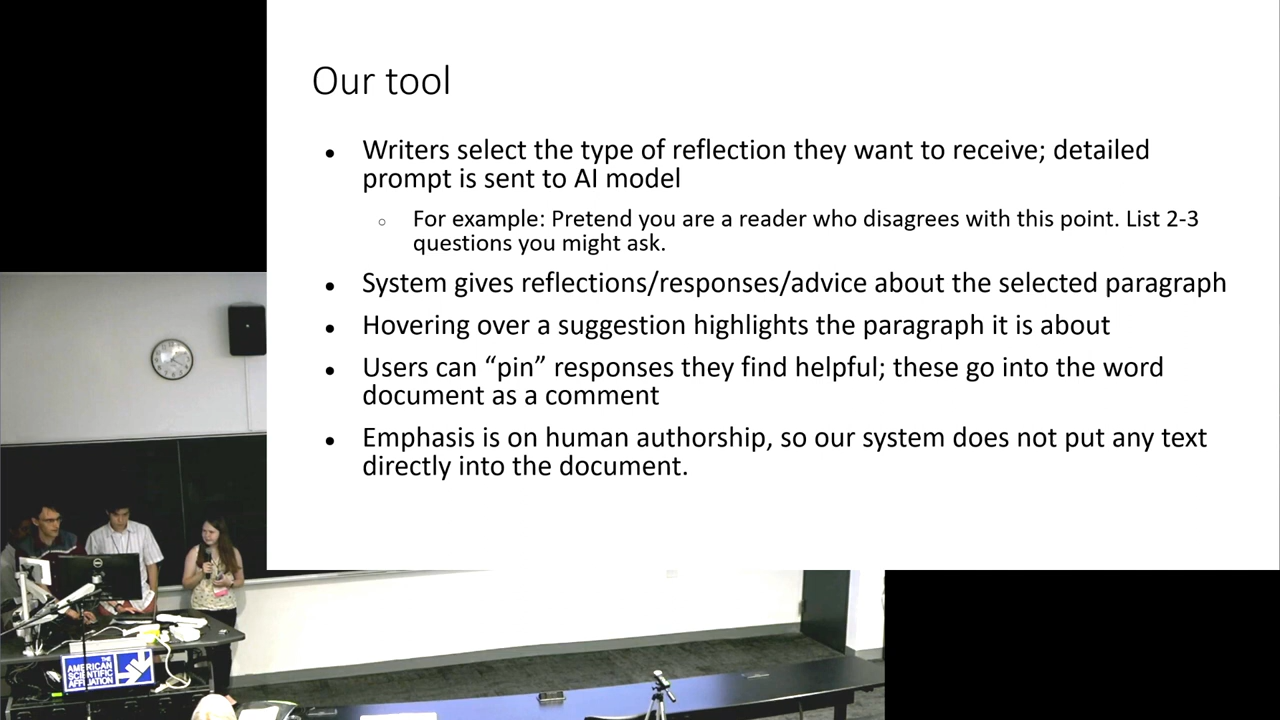 Our tool
● Writers select the type of reflection they want to receive; detailed
prompt is sent to AI model
○ For example: Pretend you are a reader who disagrees with this point. List 2-3
questions you might ask.
● System gives reflections/responses/advice about the selected paragraph
● Hovering over a suggestion highlights the paragraph it is about
● Users can “pin” responses they find helpful; these go into the word
document as a comment
● Emphasis is on human authorship, so our system does not put any text
directly into the document.
THE
AMERICAN
SCIENTIFIC
AFFILIATION